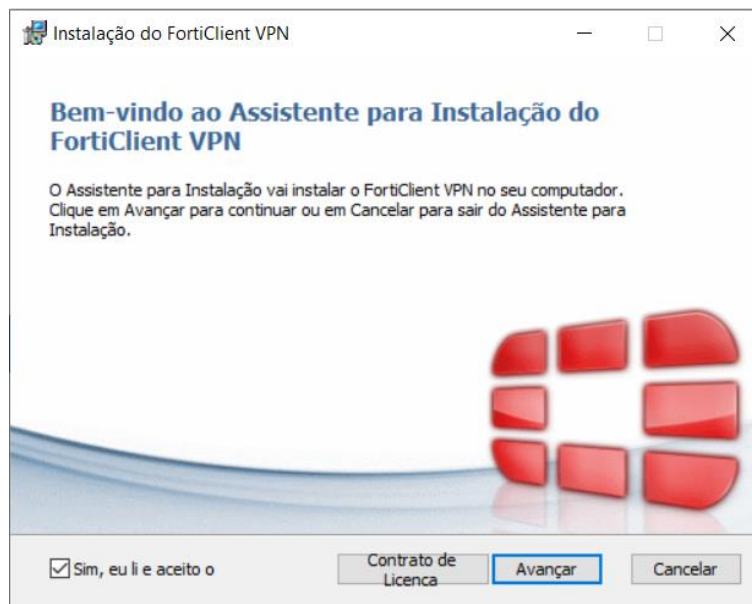 Instalação do FortiClient VPN
Bem-vindo ao Assistente para Instalação do
FortiClient VPN
O Assistente para Instalação vai instalar o FortiClient VPN no seu computador.
Clique em Avançar para continuar ou em Cancelar para sair do Assistente para
Instalação.
Sim, eu li e aceito o
Contrato de
Licenca
Avançar
Cancelar